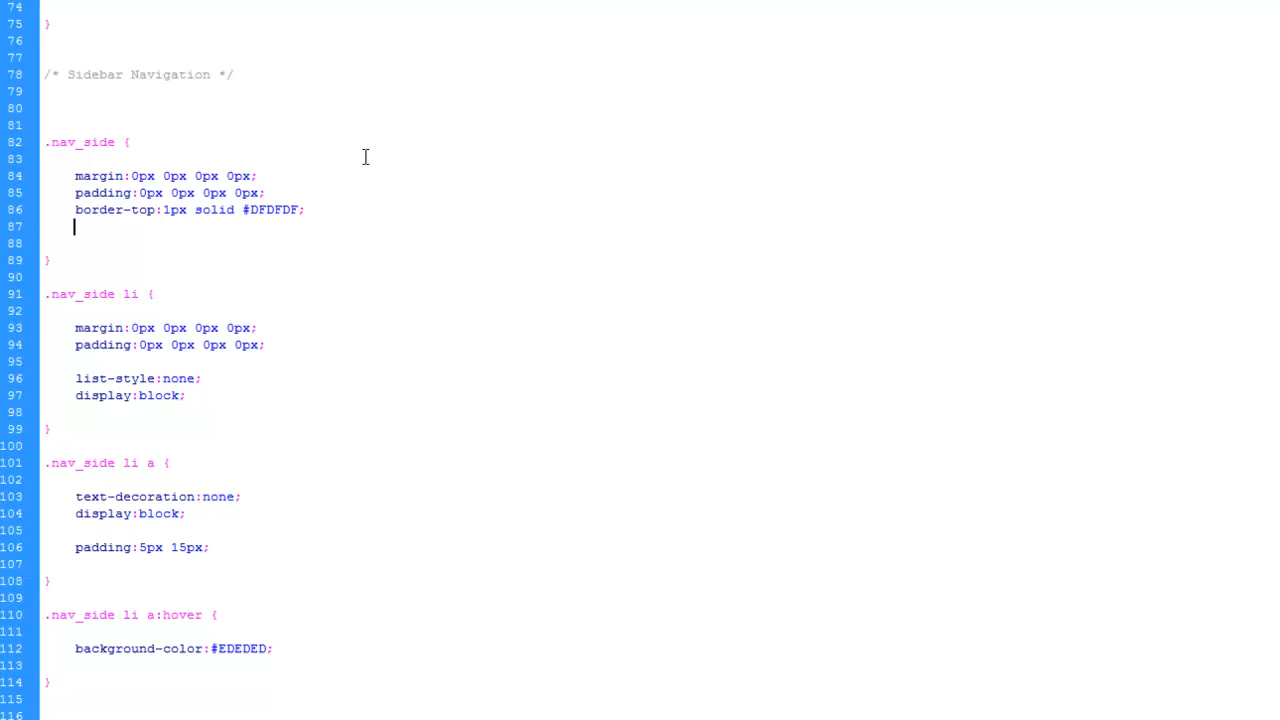 74
75 }
76
77
78 /* Sidebar Navigation */
79
80
81
82 .nav_side {
83
84 margin:0px 0px 0px 0px;
85 padding:0px 0px 0px 0px;
86 border-top:1px solid #DFDFDF;
87
88
89 }
90
91 .nav_side li {
92
93 margin:0px 0px 0px 0px;
94 padding:0px 0px 0px 0px;
95
96 list-style:none;
97 display:block;
98
99 }
100
101 .nav_side li a {
102
103 text-decoration:none;
104 display:block;
105
106 padding:5px 15px;
107
108 }
109
110 .nav_side li a:hover {
111
112 background-color:#EDEDED;
113
114 }
115
116